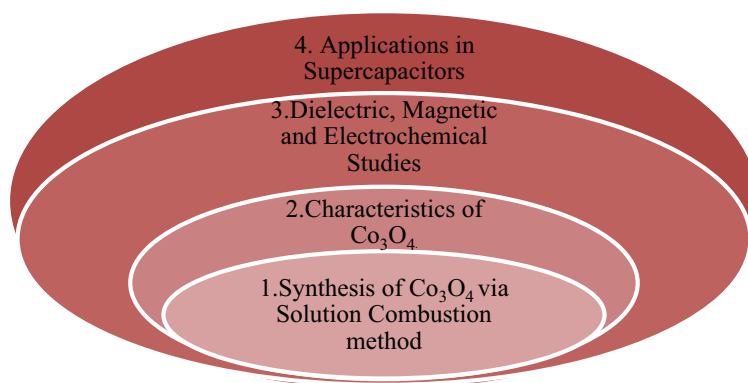 4. Applications in
Supercapacitors
3.Dielectric, Magnetic
and Electrochemical
Studies
2.Characteristics of
Co₃O₄.
1.Synthesis of Co₃O₄ via
Solution Combustion
method